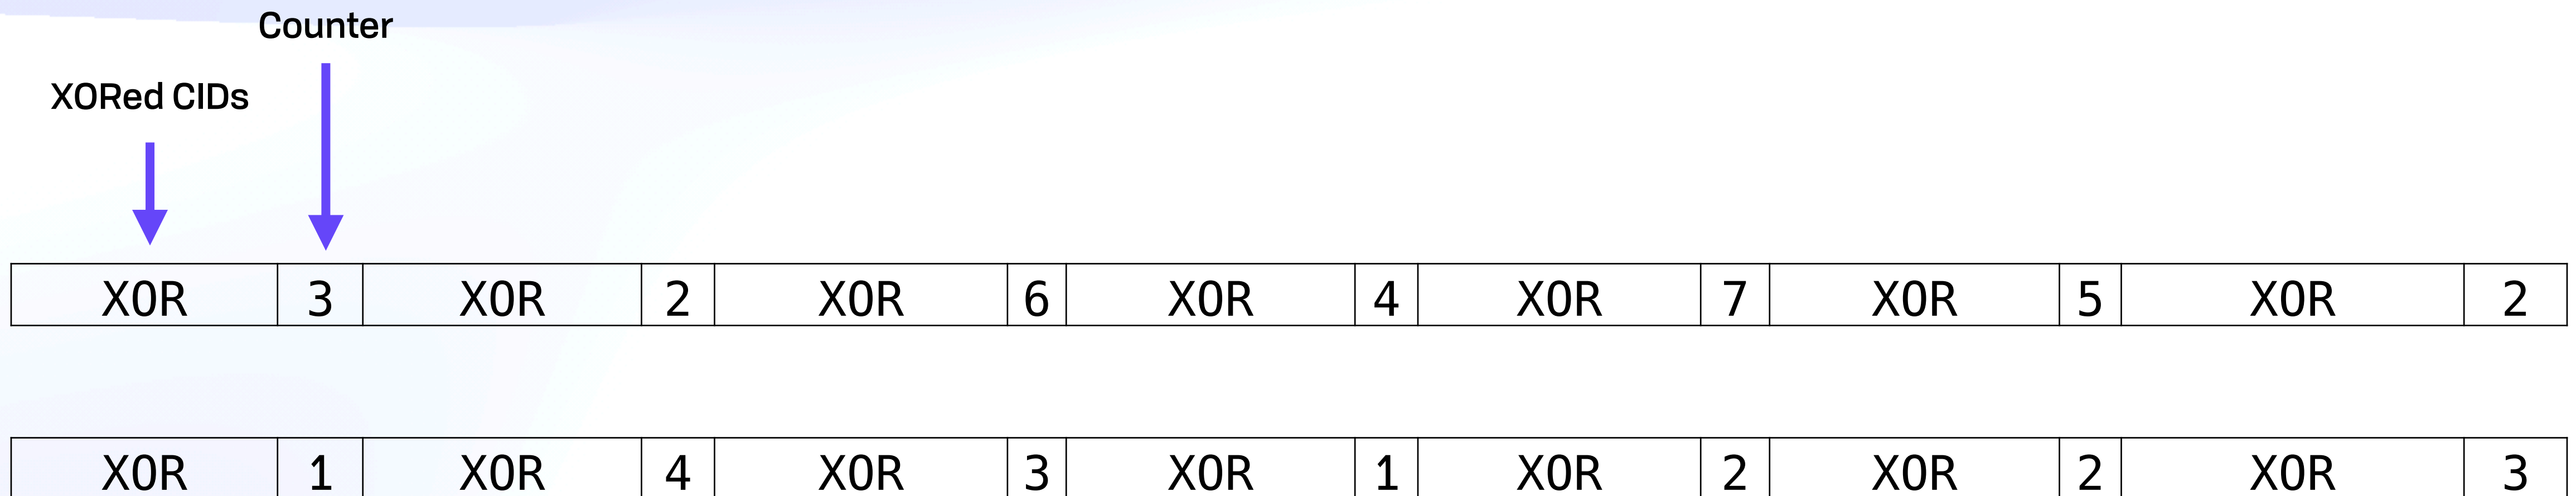 Counter
XORed CIDs
XOR 3 XOR 2 XOR 6 XOR 4 XOR 7 XOR 5 XOR 2
XOR 1 XOR 4 XOR 3 XOR 1 XOR 2 XOR 2 XOR 3